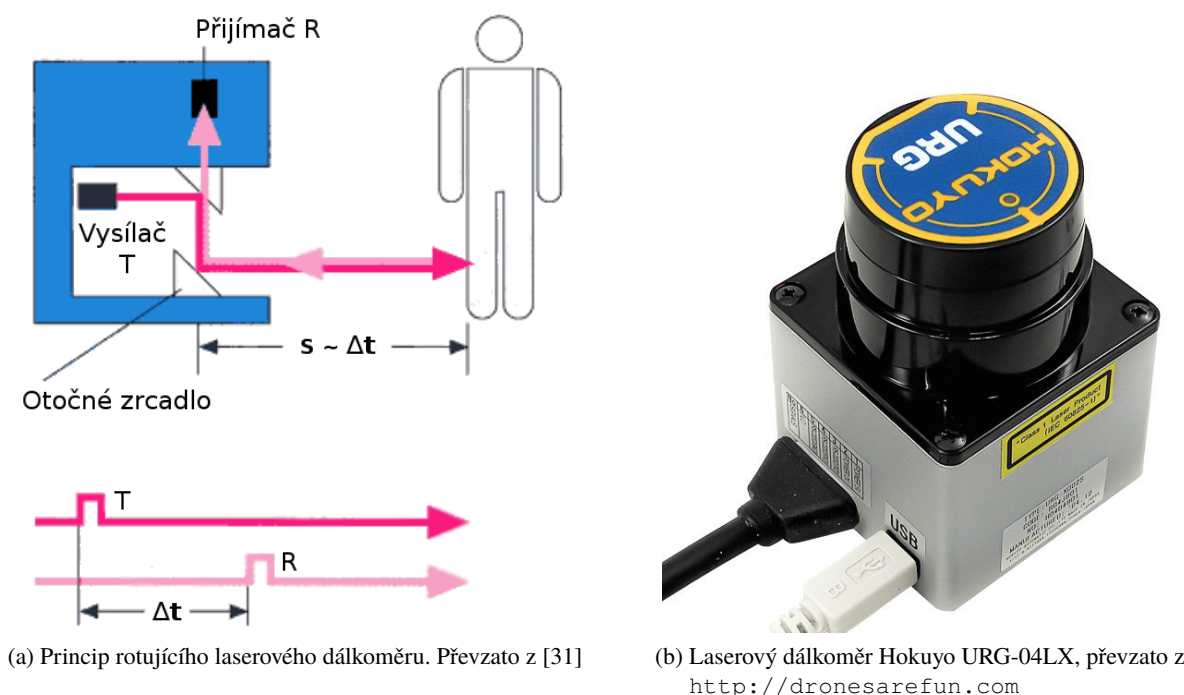 Přijímač R
Vysílač
T
s ~ Δt
Otočné zrcadlo
T
R
Δt
(a) Princip rotujícího laserového dálkoměru. Převzato z [31]
HOKUYO
URG
"Class 1 Laser Product
(IEC 60825-1)"
USB
B
(b) Laserový dálkoměr Hokuyo URG-04LX, převzato z
http://dronesarefun.com